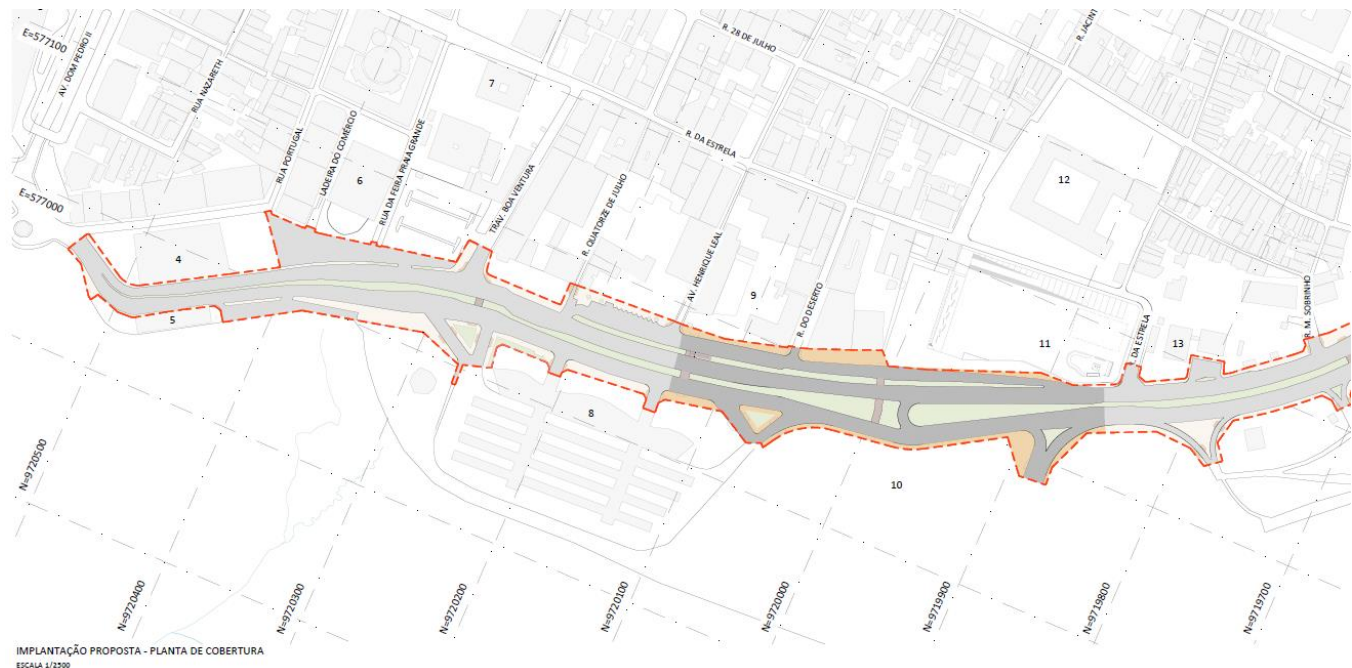 E=577100
AV. DOM PEDRO II
RUA NAZARETH
RUA PORTUGAL
LADEIRA DO COMÉRCIO
6
RUA DA FEIRA PRAIA GRANDE
7
TRAV. BOA VENTURA
R. QUATORZE DE JULHO
R. 28 DE JULHO
R. DA ESTRELA
AV. HENRIQUE LEAL
9
R. DO DESERTO
12
11
R. DA ESTRELA
13
R. M. SOBRINHO
E=577000
4
5
8
10
N=9720500
N=9720400
N=9720300
N=9720200
N=9720100
N=9720000
N=9719900
N=9719800
N=9719700
IMPLANTAÇÃO PROPOSTA - PLANTA DE COBERTURA
ESCALA 1/2500